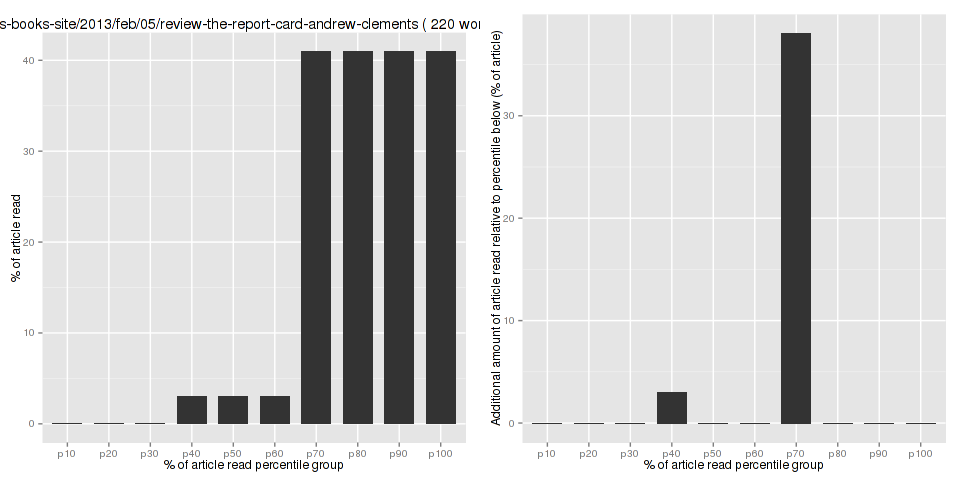 s-books-site/2013/feb/05/review-the-report-card-andrew-clements ( 220 wor
% of article read
40
30
20
10
0
p10 p20 p30 p40 p50 p60 p70 p80 p90 p100
% of article read percentile group
Additional amount of article read relative to percentile below (% of article)
30
20
10
0
p10 p20 p30 p40 p50 p60 p70 p80 p90 p100
% of article read percentile group